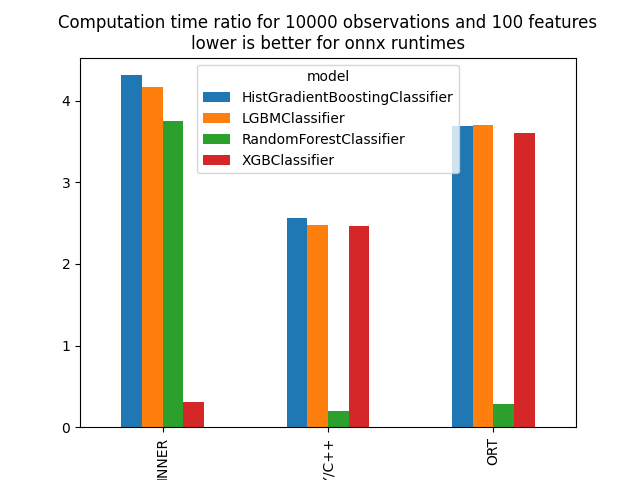 Computation time ratio for 10000 observations and 100 features
lower is better for onnx runtimes
model
HistGradientBoostingClassifier
LGBMClassifier
RandomForestClassifier
XGBClassifier
4
3
2
1
0
INNER
/C++
ORT